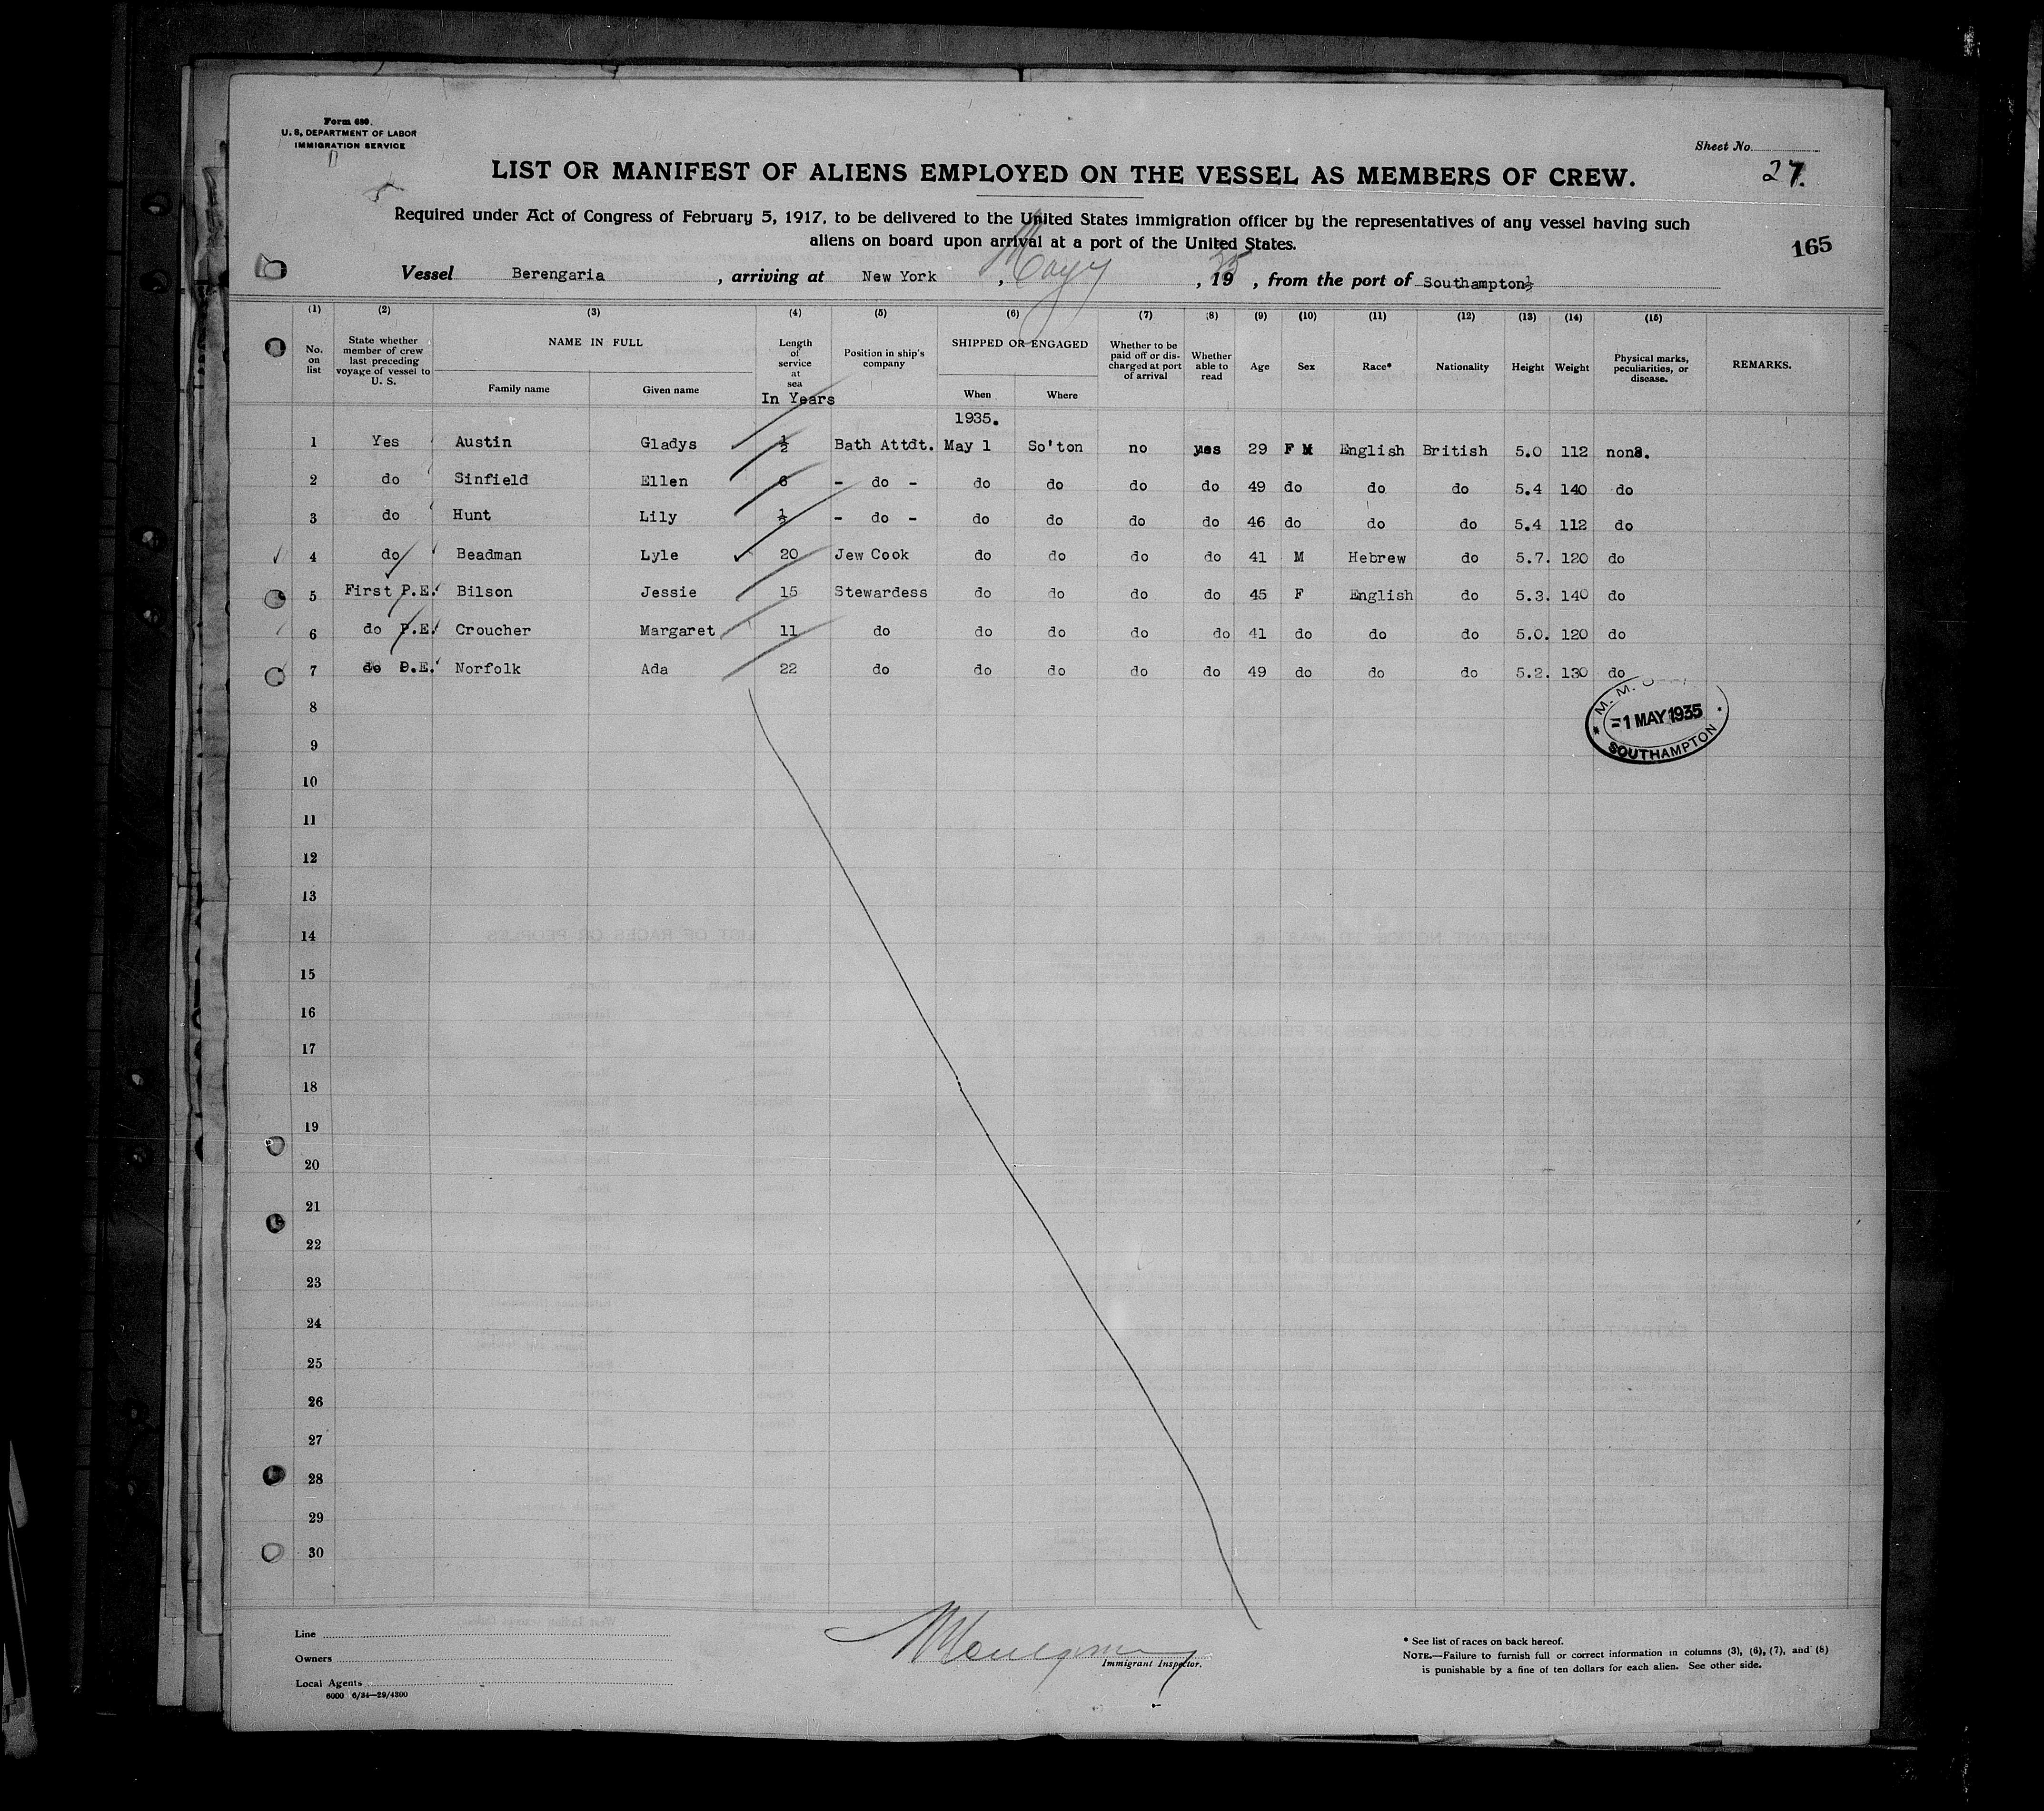 Form 680.
U. S. DEPARTMENT OF LABOR
IMMIGRATION SERVICE
Sheet No.
27.
LIST OR MANIFEST OF ALIENS EMPLOYED ON THE VESSEL AS MEMBERS OF CREW.
Required under Act of Congress of February 5, 1917, to be delivered to the United States immigration officer by the representatives of any vessel having such
aliens on board upon arrival at a port of the United States.
165
Vessel Berengaria , arriving at New York , May 7 , 19 35 , from the port of Southampton
(1) (2) (3) (4) (5) (6) (7) (8) (9) (10) (11) (12) (13) (14) (15)
No. on list State whether member of crew last preceding voyage of vessel to U. S. NAME IN FULL Family name Given name Length of service at sea In Years Position in ship's company SHIPPED OR ENGAGED When Where Whether to be paid off or discharged at port of arrival Whether able to read Age Sex Race* Nationality Height Weight Physical marks, peculiarities, or disease. REMARKS.
1935.
1 Yes Austin Gladys ½ Bath Attdt. May 1 So'ton no yes 29 F M English British 5.0 112 none.
2 do Sinfield Ellen 6 - do - do do do do 49 do do do 5.4 140 do
3 do Hunt Lily ½ - do - do do do do 46 do do do 5.4 112 do
4 do Beadman Lyle 20 Jew Cook do do do do 41 M Hebrew do 5.7. 120 do
5 First P.E. Bilson Jessie 15 Stewardess do do do do 45 F English do 5.3. 140 do
6 do P.E. Croucher Margaret 11 do do do do do 41 do do do 5.0. 120 do
7 do P.E. Norfolk Ada 22 do do do do do 49 do do do 5.2. 130 do
M. M.
-1 MAY 1935
SOUTHAMPTON
8
9
10
11
12
13
14
15
16
17
18
19
20
21
22
23
24
25
26
27
28
29
30
Line
Owners
Local Agents
6000 6/34—29/4300
Immigrant Inspector.
* See list of races on back hereof.
NOTE.—Failure to furnish full or correct information in columns (3), (6), (7), and (8)
is punishable by a fine of ten dollars for each alien. See other side.